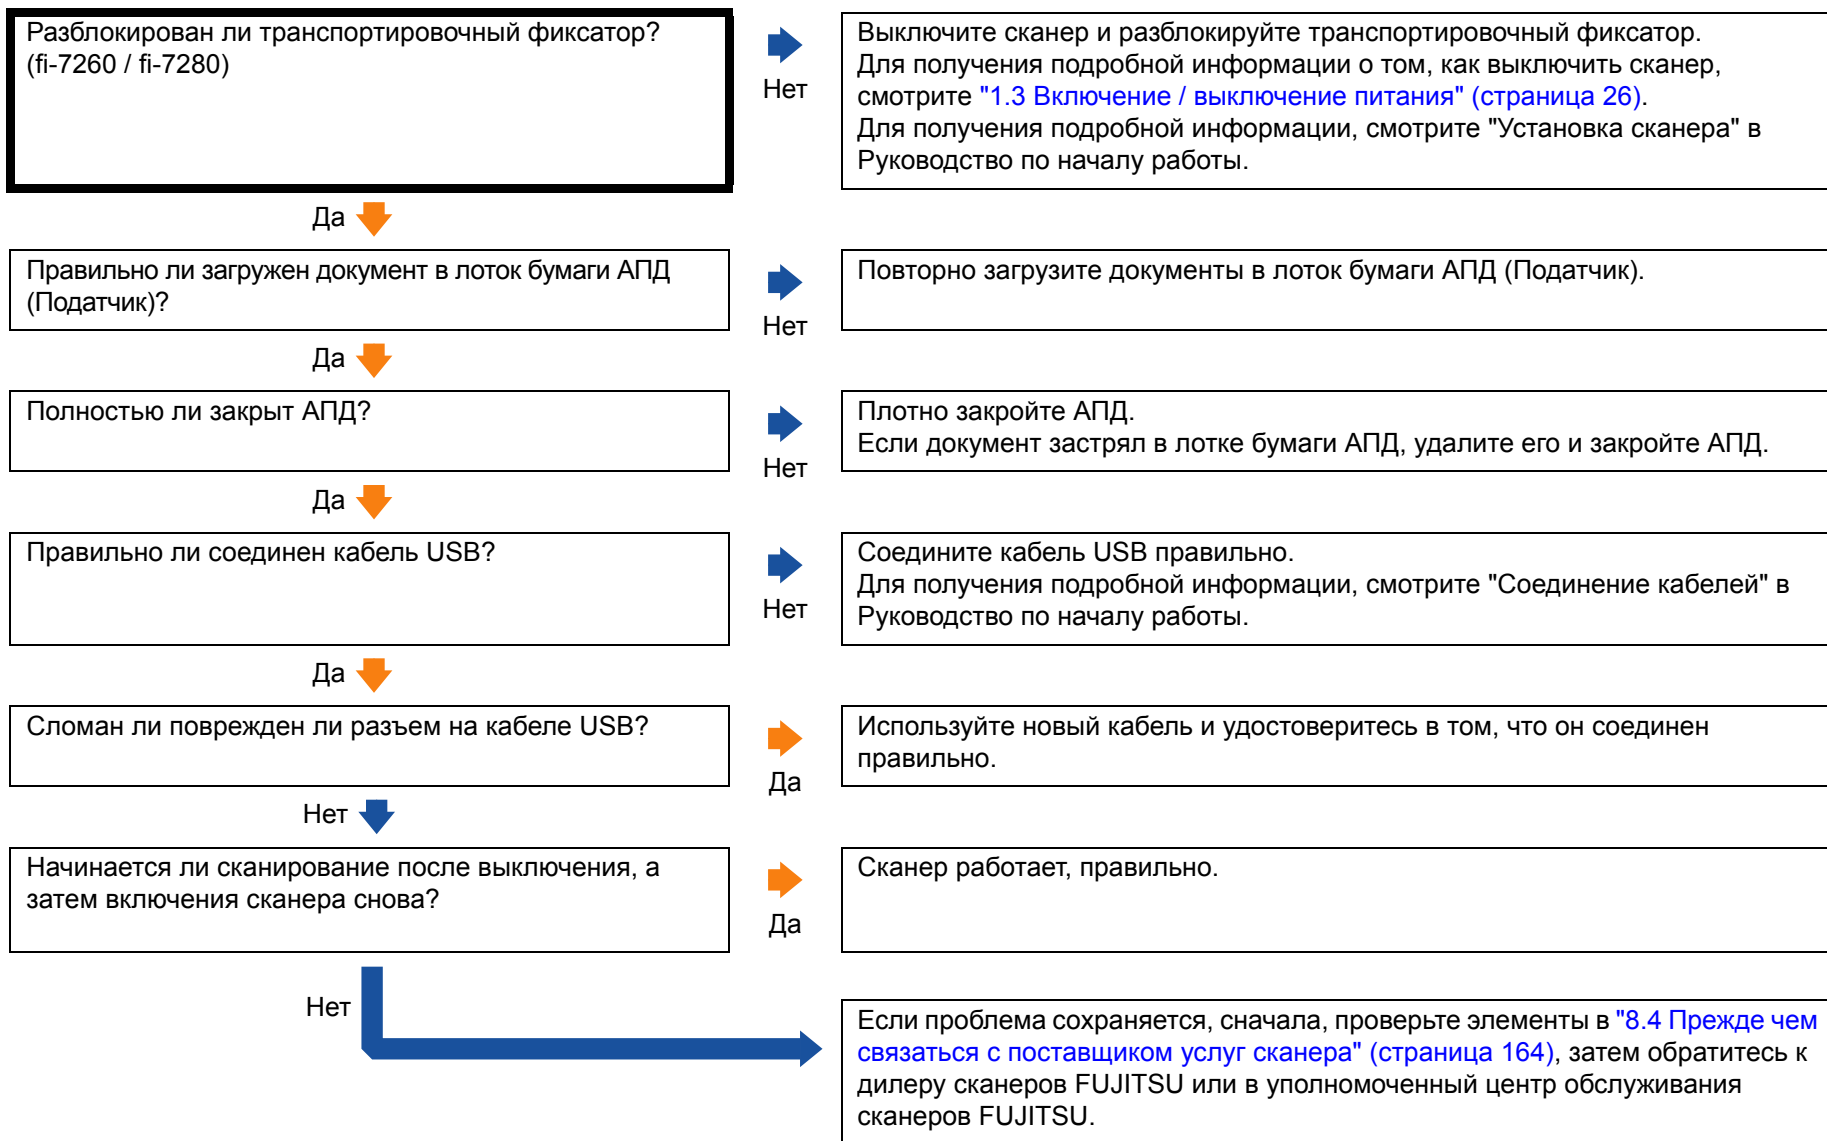 Разблокирован ли транспортировочный фиксатор?
(fi-7260 / fi-7280)
Нет
Выключите сканер и разблокируйте транспортировочный фиксатор.
Для получения подробной информации о том, как выключить сканер,
смотрите "1.3 Включение / выключение питания" (страница 26).
Для получения подробной информации, смотрите "Установка сканера" в
Руководство по началу работы.
Да
Правильно ли загружен документ в лоток бумаги АПД
(Податчик)?
Нет
Повторно загрузите документы в лоток бумаги АПД (Податчик).
Да
Полностью ли закрыт АПД?
Нет
Плотно закройте АПД.
Если документ застрял в лотке бумаги АПД, удалите его и закройте АПД.
Да
Правильно ли соединен кабель USB?
Нет
Соедините кабель USB правильно.
Для получения подробной информации, смотрите "Соединение кабелей" в
Руководство по началу работы.
Да
Сломан ли поврежден ли разъем на кабеле USB?
Да
Используйте новый кабель и удостоверитесь в том, что он соединен
правильно.
Нет
Начинается ли сканирование после выключения, а
затем включения сканера снова?
Да
Сканер работает, правильно.
Нет
Если проблема сохраняется, сначала, проверьте элементы в "8.4 Прежде чем
связаться с поставщиком услуг сканера" (страница 164), затем обратитесь к
дилеру сканеров FUJITSU или в уполномоченный центр обслуживания
сканеров FUJITSU.